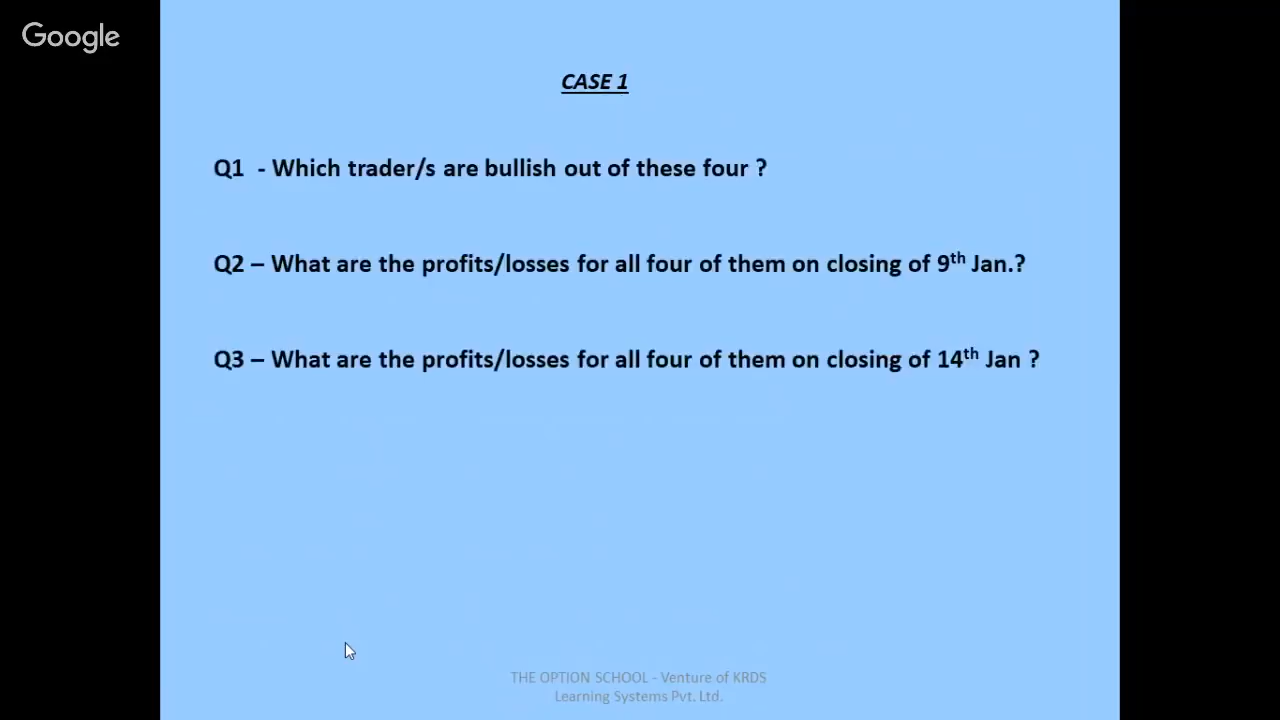 Google
CASE 1
Q1 - Which trader/s are bullish out of these four ?
Q2 – What are the profits/losses for all four of them on closing of 9th Jan.?
Q3 – What are the profits/losses for all four of them on closing of 14th Jan ?
THE OPTION SCHOOL - Venture of KRDS
Learning Systems Pvt. Ltd.